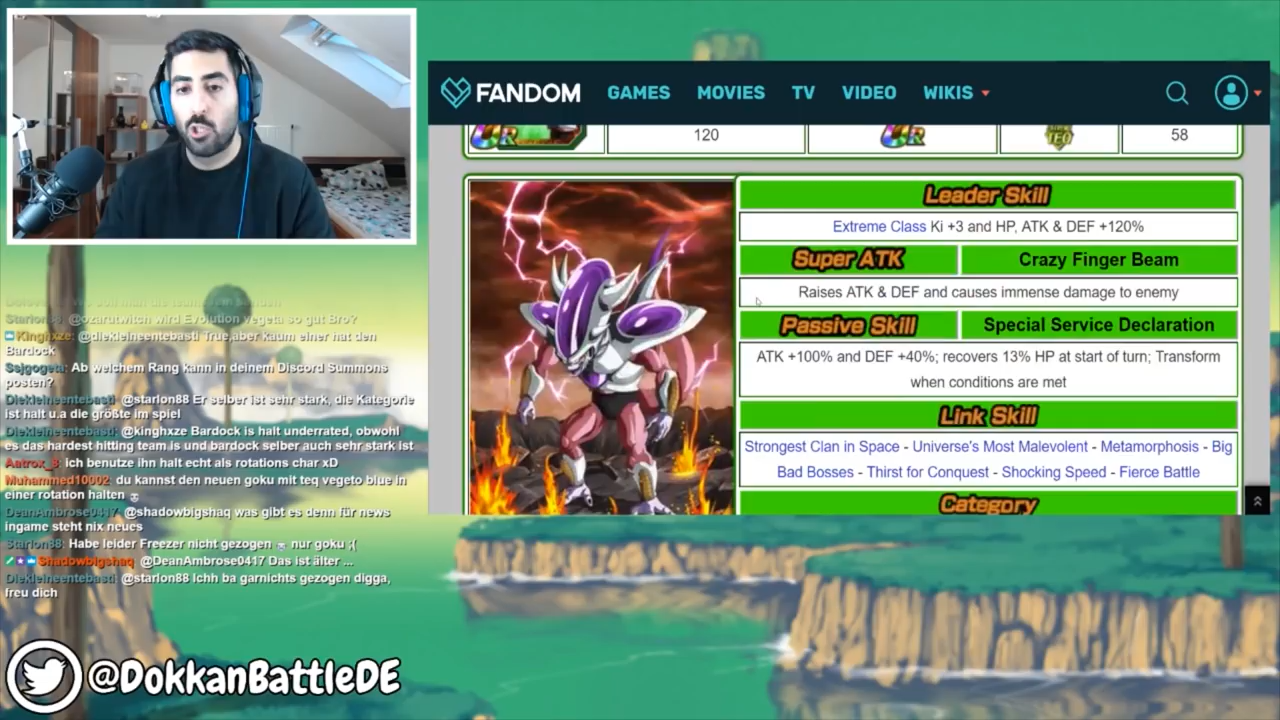 FANDOM GAMES MOVIES TV VIDEO WIKIS
UR 120 UR TEQ 58
Leader Skill
Extreme Class Ki +3 and HP, ATK & DEF +120%
Super ATK Crazy Finger Beam
Raises ATK & DEF and causes immense damage to enemy
Passive Skill Special Service Declaration
ATK +100% and DEF +40%; recovers 13% HP at start of turn; Transform
when conditions are met
Link Skill
Strongest Clan in Space - Universe's Most Malevolent - Metamorphosis - Big
Bad Bosses - Thirst for Conquest - Shocking Speed - Fierce Battle
Category
Starlon88: @ozarutwitch wird Evolution vegeta so gut Bro?
Kinghxze: @diekleineentebasti True,aber kaum einer hat den
Bardock
Ssjgogeta: Ab welchem Rang kann in deinem Discord Summons
posten?
Diekleineentebasti: @starlon88 Er selber ist sehr stark, die Kategorie
ist halt u.a die größte im spiel
Diekleineentebasti: @kinghxze Bardock is halt underrated, obwohl
es das hardest hitting team is und bardock selber auch sehr stark ist
Aatrox_3: ich benutze ihn halt echt als rotations char xD
Muhammed10002: du kannst den neuen goku mit teq vegeto blue in
einer rotation halten
DeanAmbrose0417: @shadowbigshaq was gibt es denn für news
ingame steht nix neues
Starlon88: Habe leider Freezer nicht gezogen nur goku ;(
Shadowbigshaq: @DeanAmbrose0417 Das ist älter ...
Diekleineentebasti: @starlon88 Ichh ba garnichts gezogen digga,
freu dich
@DokkanBattleDE